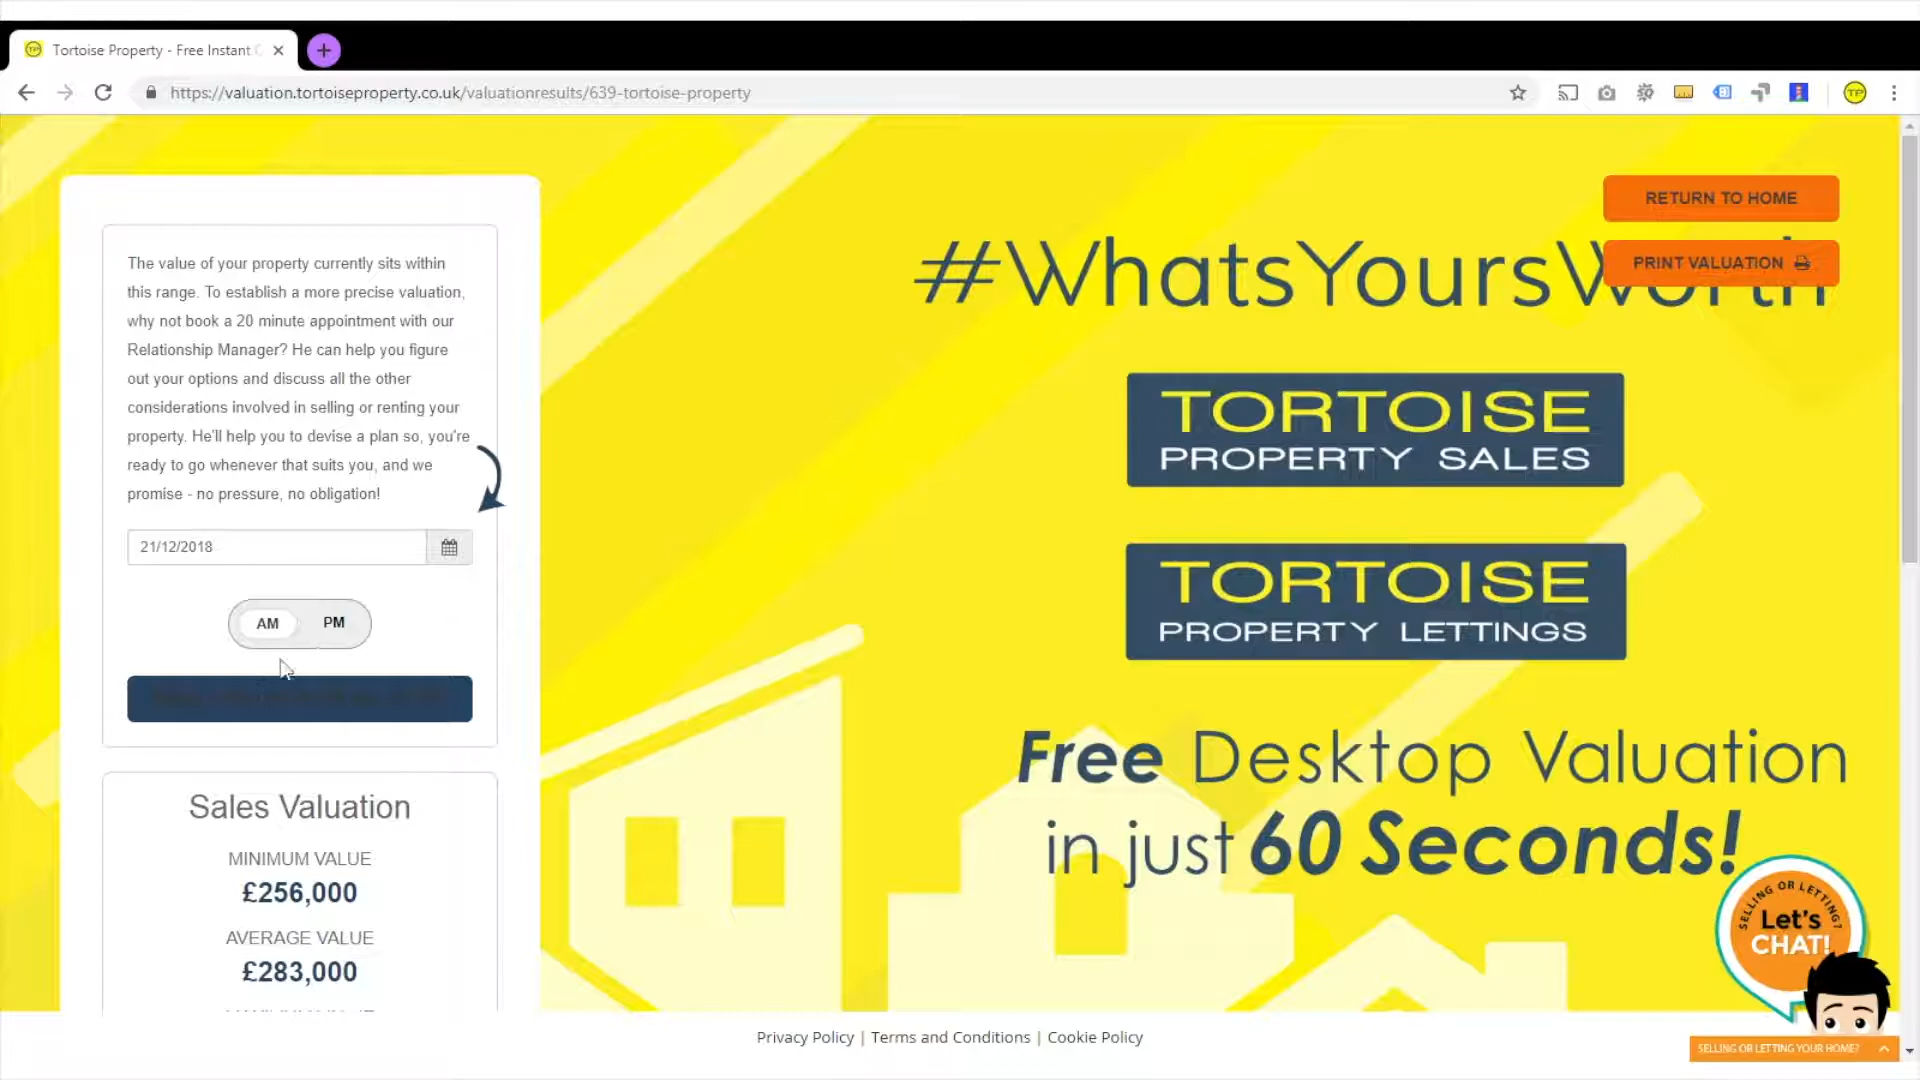 Tortoise Property - Free Instant
https://valuation.tortoiseproperty.co.uk/valuationresults/639-tortoise-property
TP
The value of your property currently sits within
this range. To establish a more precise valuation,
why not book a 20 minute appointment with our
Relationship Manager? He can help you figure
out your options and discuss all the other
considerations involved in selling or renting your
property. He'll help you to devise a plan so, you're
ready to go whenever that suits you, and we
promise - no pressure, no obligation!
21/12/2018
AM PM
Sales Valuation
MINIMUM VALUE
£256,000
AVERAGE VALUE
£283,000
RETURN TO HOME
PRINT VALUATION
#WhatsYoursWorth
TORTOISE
PROPERTY SALES
TORTOISE
PROPERTY LETTINGS
Free Desktop Valuation
in just 60 Seconds!
SELLING OR LETTING?
Let's
CHAT!
SELLING OR LETTING YOUR HOME?
Privacy Policy | Terms and Conditions | Cookie Policy